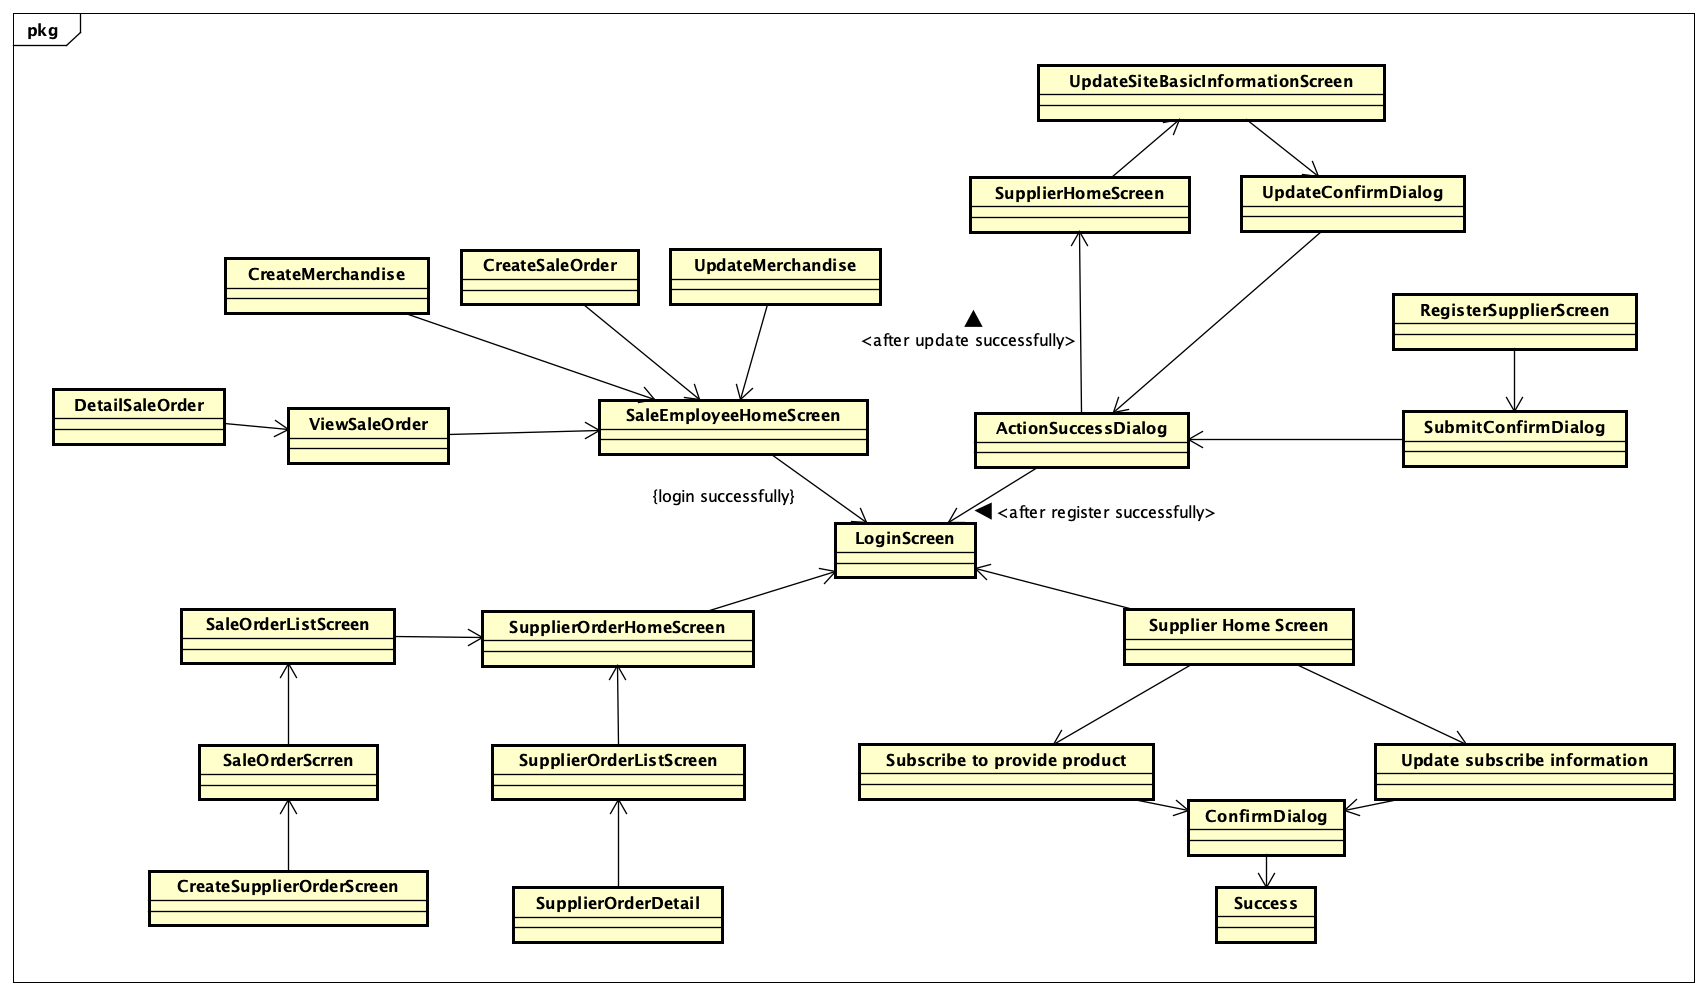 pkg
UpdateSiteBasicInformationScreen
SupplierHomeScreen
UpdateConfirmDialog
CreateMerchandise
CreateSaleOrder
UpdateMerchandise
RegisterSupplierScreen
<after update successfully>
DetailSaleOrder
ViewSaleOrder
SaleEmployeeHomeScreen
ActionSuccessDialog
SubmitConfirmDialog
{login successfully}
<after register successfully>
LoginScreen
SaleOrderListScreen
SupplierOrderHomeScreen
Supplier Home Screen
SaleOrderScrren
SupplierOrderListScreen
Subscribe to provide product
Update subscribe information
ConfirmDialog
CreateSupplierOrderScreen
SupplierOrderDetail
Success